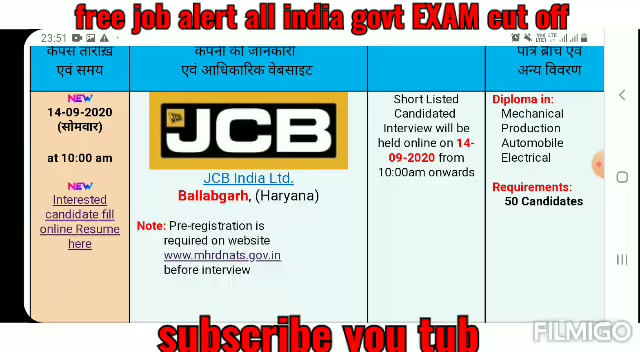 free job alert all india govt EXAM cut off
23:51
कैंपस तारीख़
एवं समय
कंपनी की जानकारी
एवं आधिकारिक वेबसाइट
पात्र ब्रांच एवं
अन्य विवरण
NEW
14-09-2020
(सोमवार)
at 10:00 am
NEW
Interested
candidate fill
online Resume
here
JCB
JCB
JCB India Ltd.
Ballabgarh, (Haryana)
Note: Pre-registration is
required on website
www.mhrdnats.gov.in
before interview
Short Listed
Candidated
Interview will be
held online on 14-
09-2020 from
10:00am onwards
Diploma in:
Mechanical
Production
Automobile
Electrical
Requirements:
50 Candidates
subscribe you tub
FILMIGO